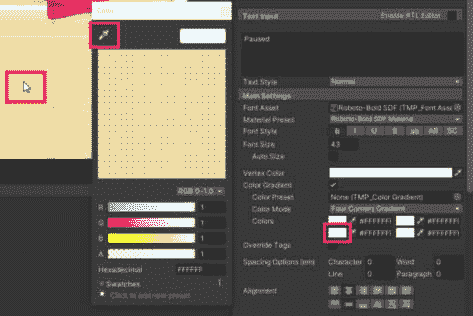 Color
RGB 0-1.0
R 1
G 1
B 1
A 1
Hexadecimal FFFFFF
Swatches
Click to add new preset
Text Input Enable RTL Editor
Paused
Text Style Normal
Main Settings
Font Asset Roboto-Bold SDF (TMP_Font Asse
Material Preset Roboto-Bold SDF Material
Font Style B I U S ab AB SC
Font Size 43
Auto Size
Vertex Color
Color Gradient
Color Preset None (TMP_Color Gradient)
Color Mode Four Corners Gradient
Colors #FFFFFF #FFFFFF
#FFFFFF #FFFFFF
Override Tags
Spacing Options (em) Character 0 Word 0
Line 0 Paragraph 0
Alignment